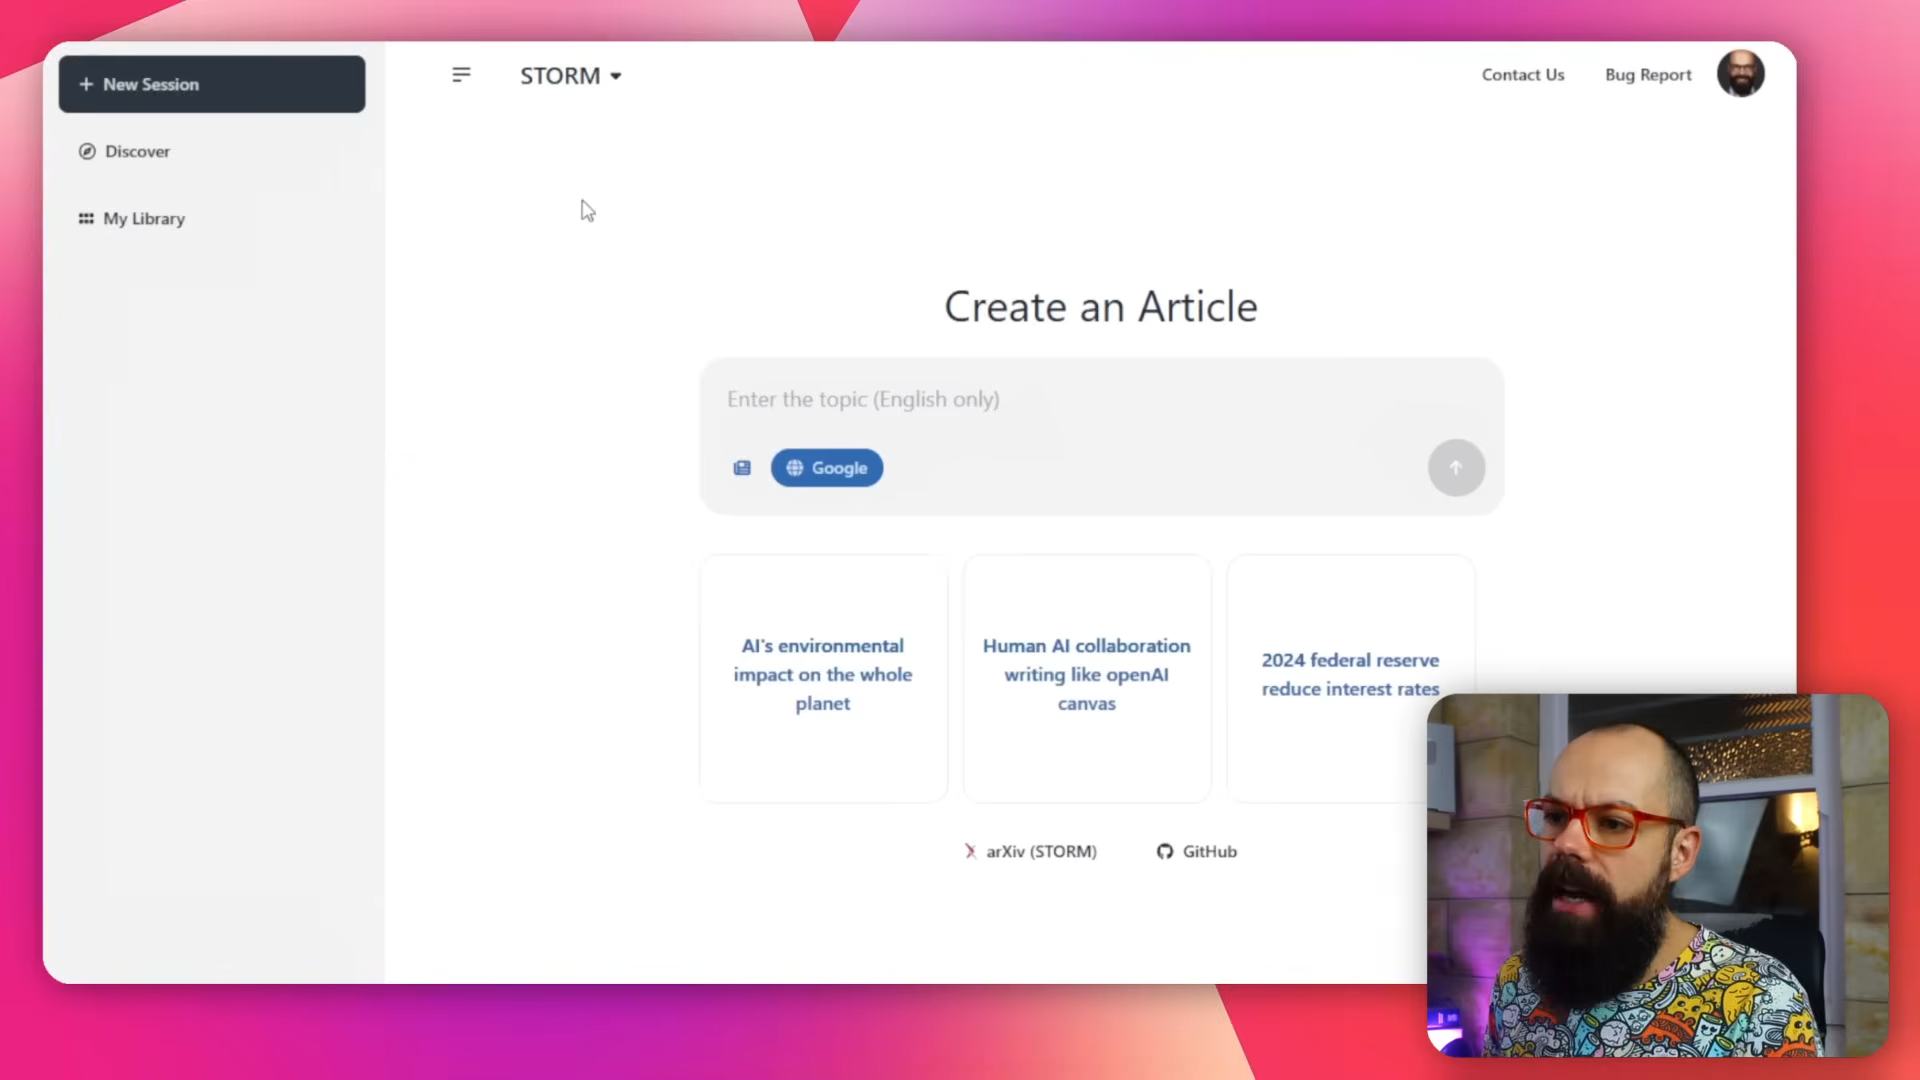 New Session
STORM
Contact Us
Bug Report
Discover
My Library
Create an Article
Enter the topic (English only)
Google
AI's environmental
impact on the whole
planet
Human AI collaboration
writing like openAI
canvas
2024 federal reserve
reduce interest rates
arXiv (STORM)
GitHub